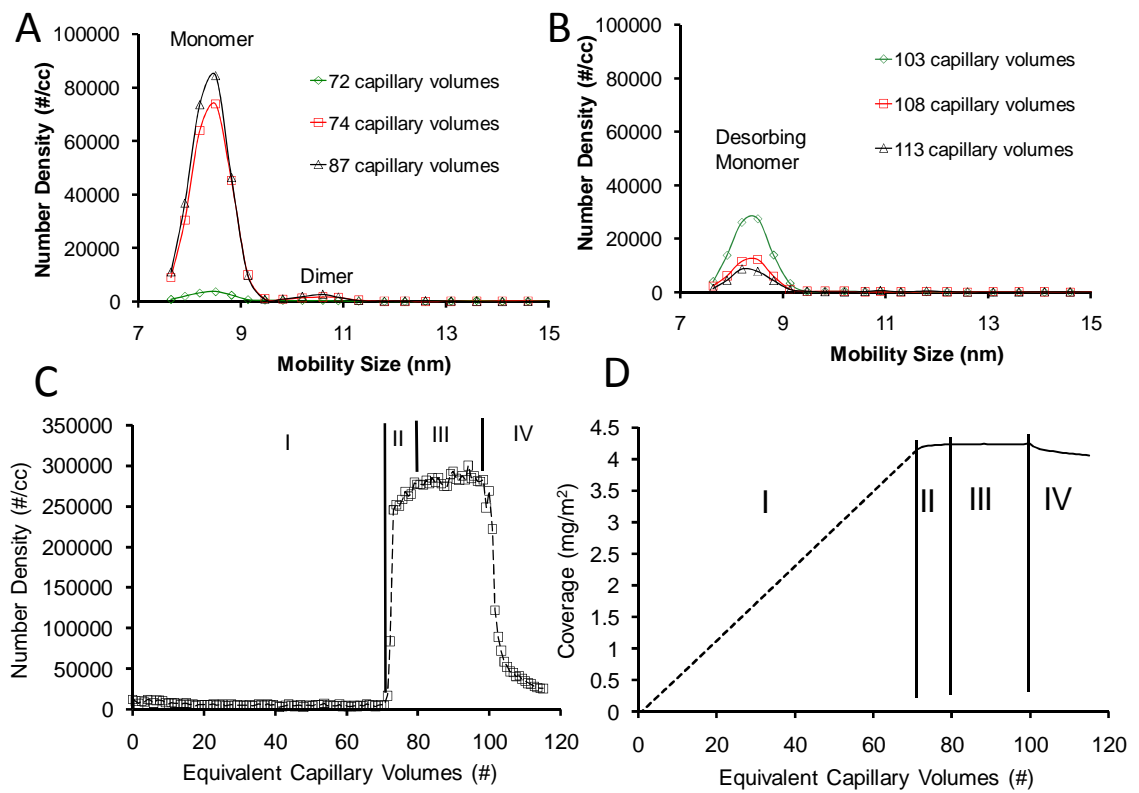 A
Number Density (#/cc)
100000
80000
60000
40000
20000
0
Monomer
Dimer
72 capillary volumes
74 capillary volumes
87 capillary volumes
7 9 11 13 15
Mobility Size (nm)
B
Number Density (#/cc)
100000
80000
60000
40000
20000
0
Desorbing
Monomer
103 capillary volumes
108 capillary volumes
113 capillary volumes
7 9 11 13 15
Mobility Size (nm)
C
Number Density (#/cc)
350000
300000
250000
200000
150000
100000
50000
0
I II III IV
0 20 40 60 80 100 120
Equivalent Capillary Volumes (#)
D
Coverage (mg/m²)
4.5
4
3.5
3
2.5
2
1.5
1
0.5
0
I II III IV
0 20 40 60 80 100 120
Equivalent Capillary Volumes (#)